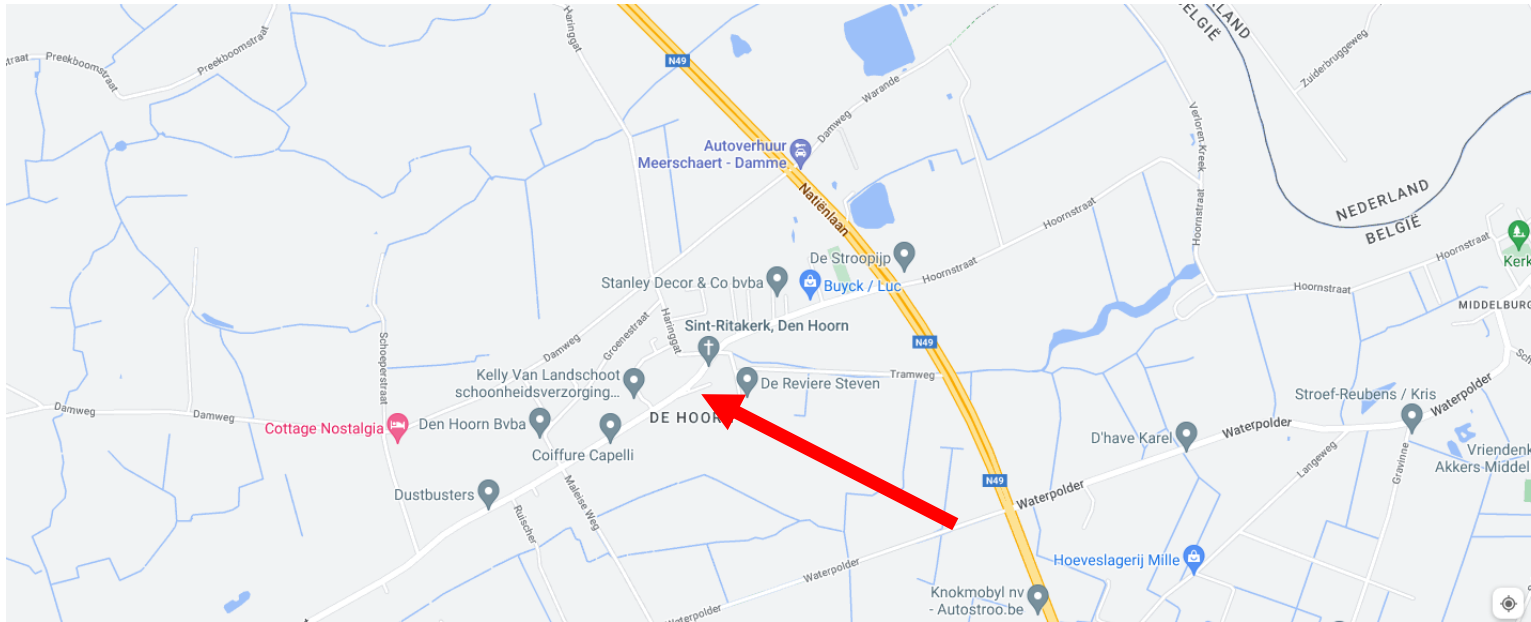 straat
Preekboomstraat
Preekboomstraat
Haringgat
N49
NEDERLAND
BELGIË
Zuiderbruggeweg
Warande
Damweg
Verloren Kreek
Autoverhuur
Meerschaert - Damme
Natiënlaan
NEDERLAND
BELGIË
Hoornstraat
Hoornstraat
Hoornstraat
Kerk
De Stroopijp
Hoornstraat
Stanley Decor & Co bvba
Buyck / Luc
Hoornstraat
MIDDELBURG
Haringgat
Sint-Ritakerk, Den Hoorn
Groenestraat
Damweg
N49
Schoeperstraat
Kelly Van Landschoot
schoonheidsverzorging...
De Reviere Steven
Tramweg
Stroef-Reubens / Kris
Waterpolder
Damweg
Damweg
Cottage Nostalgia
Den Hoorn Bvba
DE HOOR
Coiffure Capelli
D'have Karel
Waterpolder
Langeweg
Gravinne
Vriendenk
Akkers Middel
Dustbusters
Maleise Weg
Ruischer
N49
Waterpolder
Waterpolder
Hoeveslagerij Mille
Knokmobyl nv
- Autostroo.be